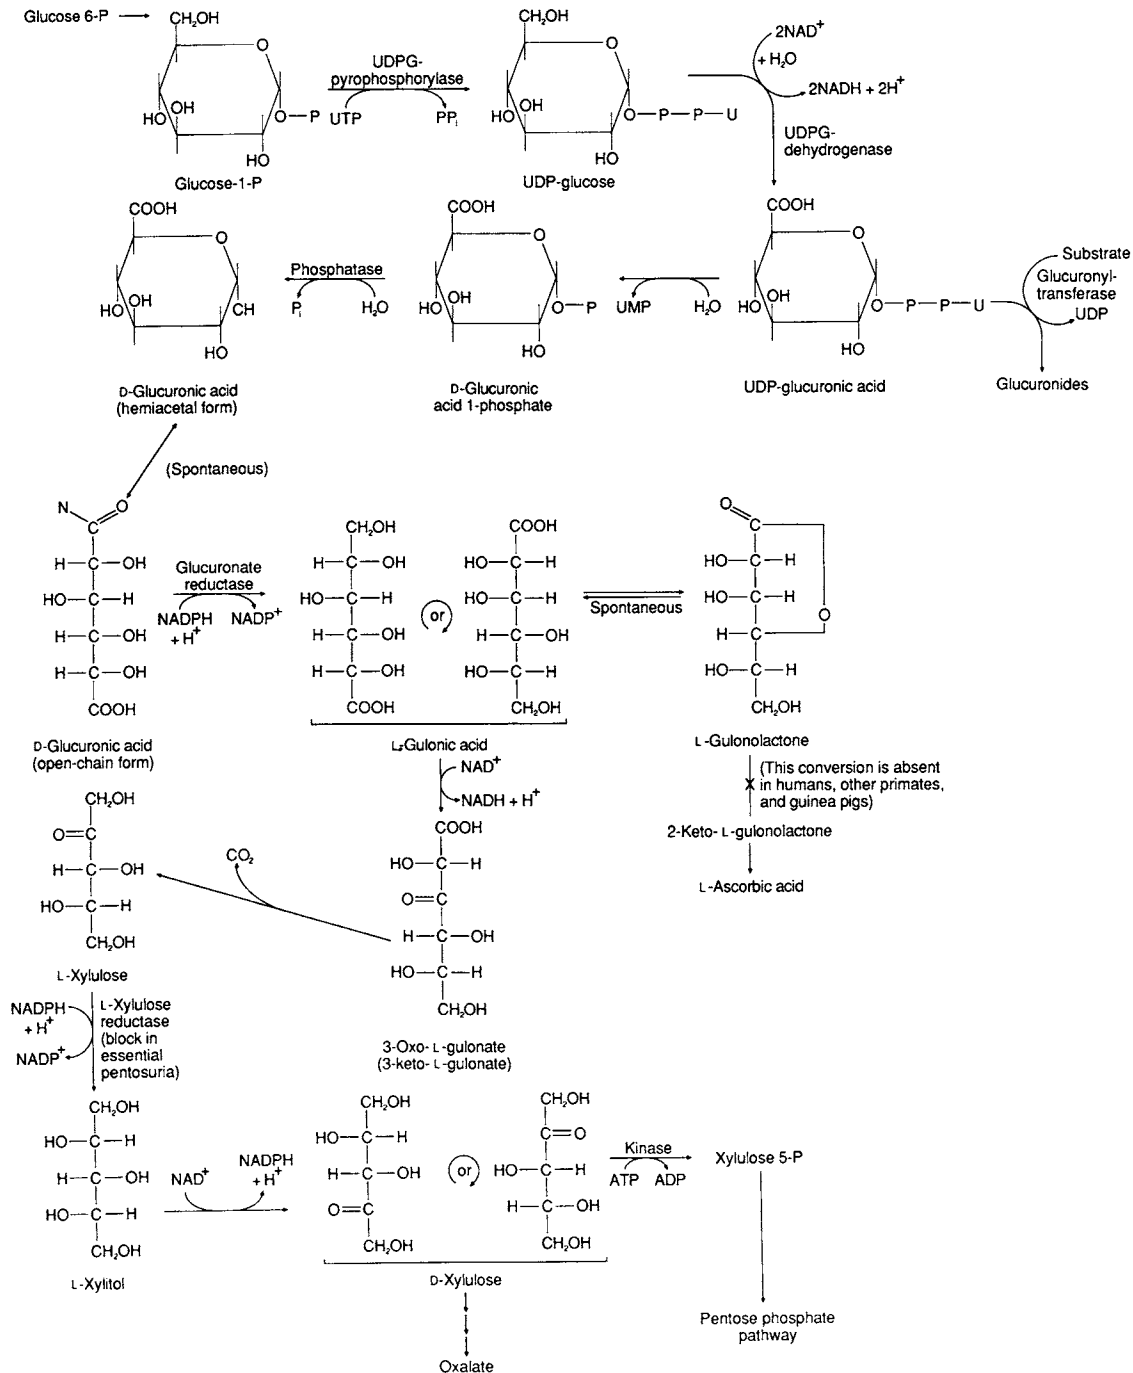 Glucose 6-P
CH₂OH
O
OH
HO
O—P
HO
Glucose-1-P
UDPG-
pyrophosphorylase
UTP
PPᵢ
CH₂OH
O
OH
HO
O—P—P—U
HO
UDP-glucose
2NAD⁺
+ H₂O
2NADH + 2H⁺
UDPG-
dehydrogenase
COOH
O
OH
HO
CH
HO
D-Glucuronic acid
(hemiacetal form)
Phosphatase
Pᵢ
H₂O
COOH
O
OH
HO
O—P
HO
D-Glucuronic
acid 1-phosphate
UMP
H₂O
COOH
O
OH
HO
O—P—P—U
HO
UDP-glucuronic acid
Substrate
Glucuronyl-
transferase
UDP
Glucuronides
(Spontaneous)
N
O
C
H—C—OH
HO—C—H
H—C—OH
H—C—OH
COOH
D-Glucuronic acid
(open-chain form)
Glucuronate
reductase
NADPH
+ H⁺
NADP⁺
CH₂OH
H—C—OH
HO—C—H
H—C—OH
H—C—OH
COOH
or
COOH
HO—C—H
HO—C—H
H—C—OH
HO—C—H
CH₂OH
L-Gulonic acid
Spontaneous
O
C
HO—C—H
HO—C—H
O
H—C
HO—C—H
CH₂OH
L-Gulonolactone
(This conversion is absent
X in humans, other primates,
and guinea pigs)
2-Keto-L-gulonolactone
L-Ascorbic acid
NAD⁺
NADH + H⁺
COOH
HO—C—H
O=C
H—C—OH
HO—C—H
CH₂OH
3-Oxo-L-gulonate
(3-keto-L-gulonate)
CO₂
CH₂OH
O=C
H—C—OH
HO—C—H
CH₂OH
L-Xylulose
NADPH
+ H⁺
NADP⁺
L-Xylulose
reductase
(block in
essential
pentosuria)
CH₂OH
HO—C—H
H—C—OH
HO—C—H
CH₂OH
L-Xylitol
NAD⁺
NADPH
+ H⁺
CH₂OH
HO—C—H
H—C—OH
O=C
CH₂OH
or
CH₂OH
C=O
HO—C—H
H—C—OH
CH₂OH
D-Xylulose
Oxalate
Kinase
ATP
ADP
Xylulose 5-P
Pentose phosphate
pathway